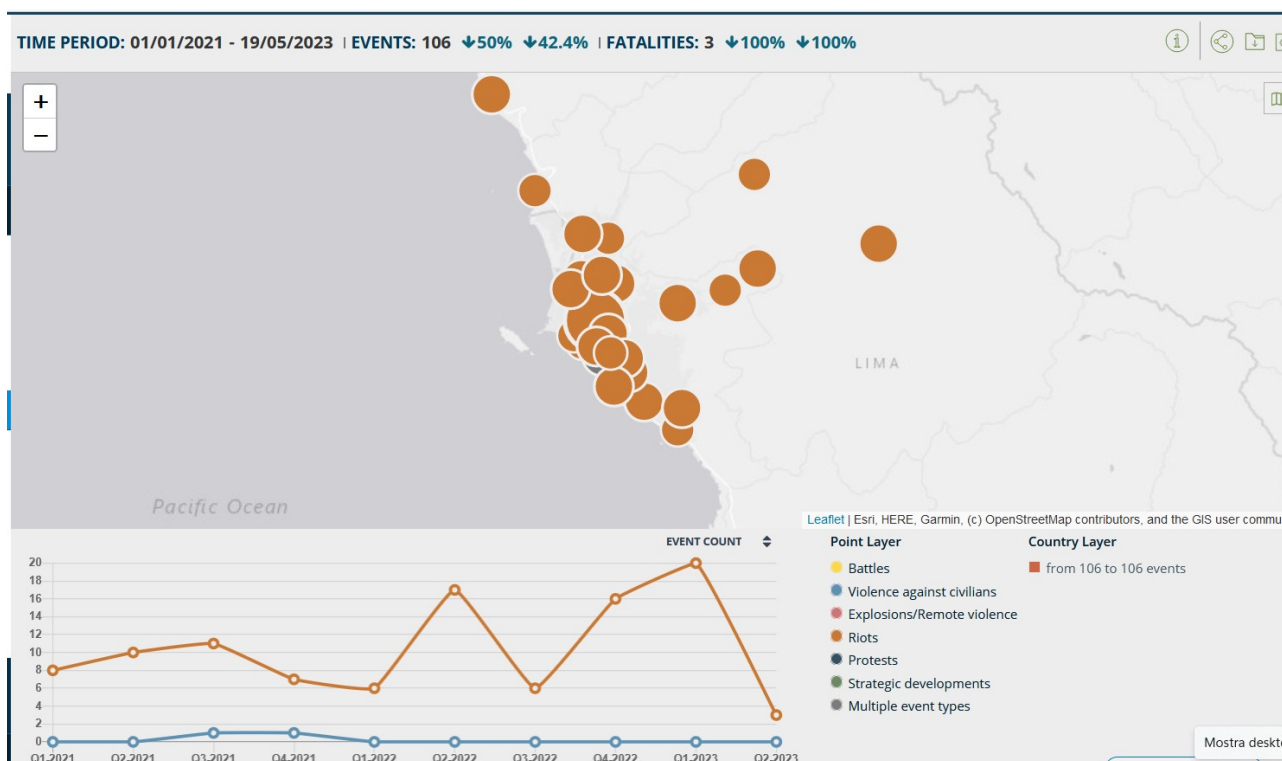 TIME PERIOD: 01/01/2021 - 19/05/2023 | EVENTS: 106 ↓50% ↓42.4% | FATALITIES: 3 ↓100% ↓100%
+
−
LIMA
Pacific Ocean
Leaflet | Esri, HERE, Garmin, (c) OpenStreetMap contributors, and the GIS user commu
EVENT COUNT
20
18
16
14
12
10
8
6
4
2
0
Q1-2021 Q2-2021 Q3-2021 Q4-2021 Q1-2022 Q2-2022 Q3-2022 Q4-2022 Q1-2023 Q2-2023
Point Layer
Battles
Violence against civilians
Explosions/Remote violence
Riots
Protests
Strategic developments
Multiple event types
Country Layer
from 106 to 106 events
Mostra deskt